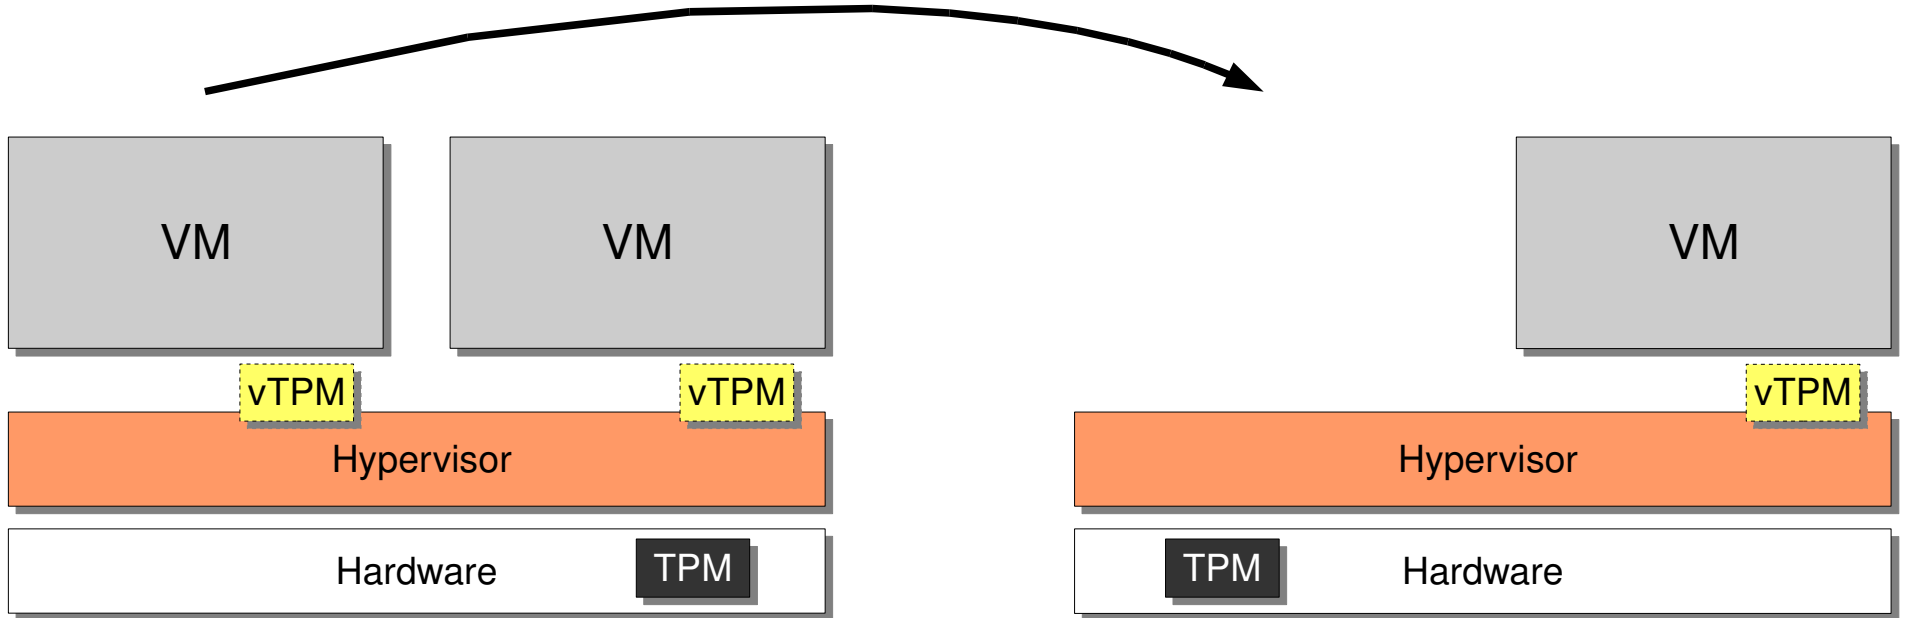 VM
VM
VM
vTPM
vTPM
vTPM
Hypervisor
Hypervisor
Hardware
TPM
TPM
Hardware